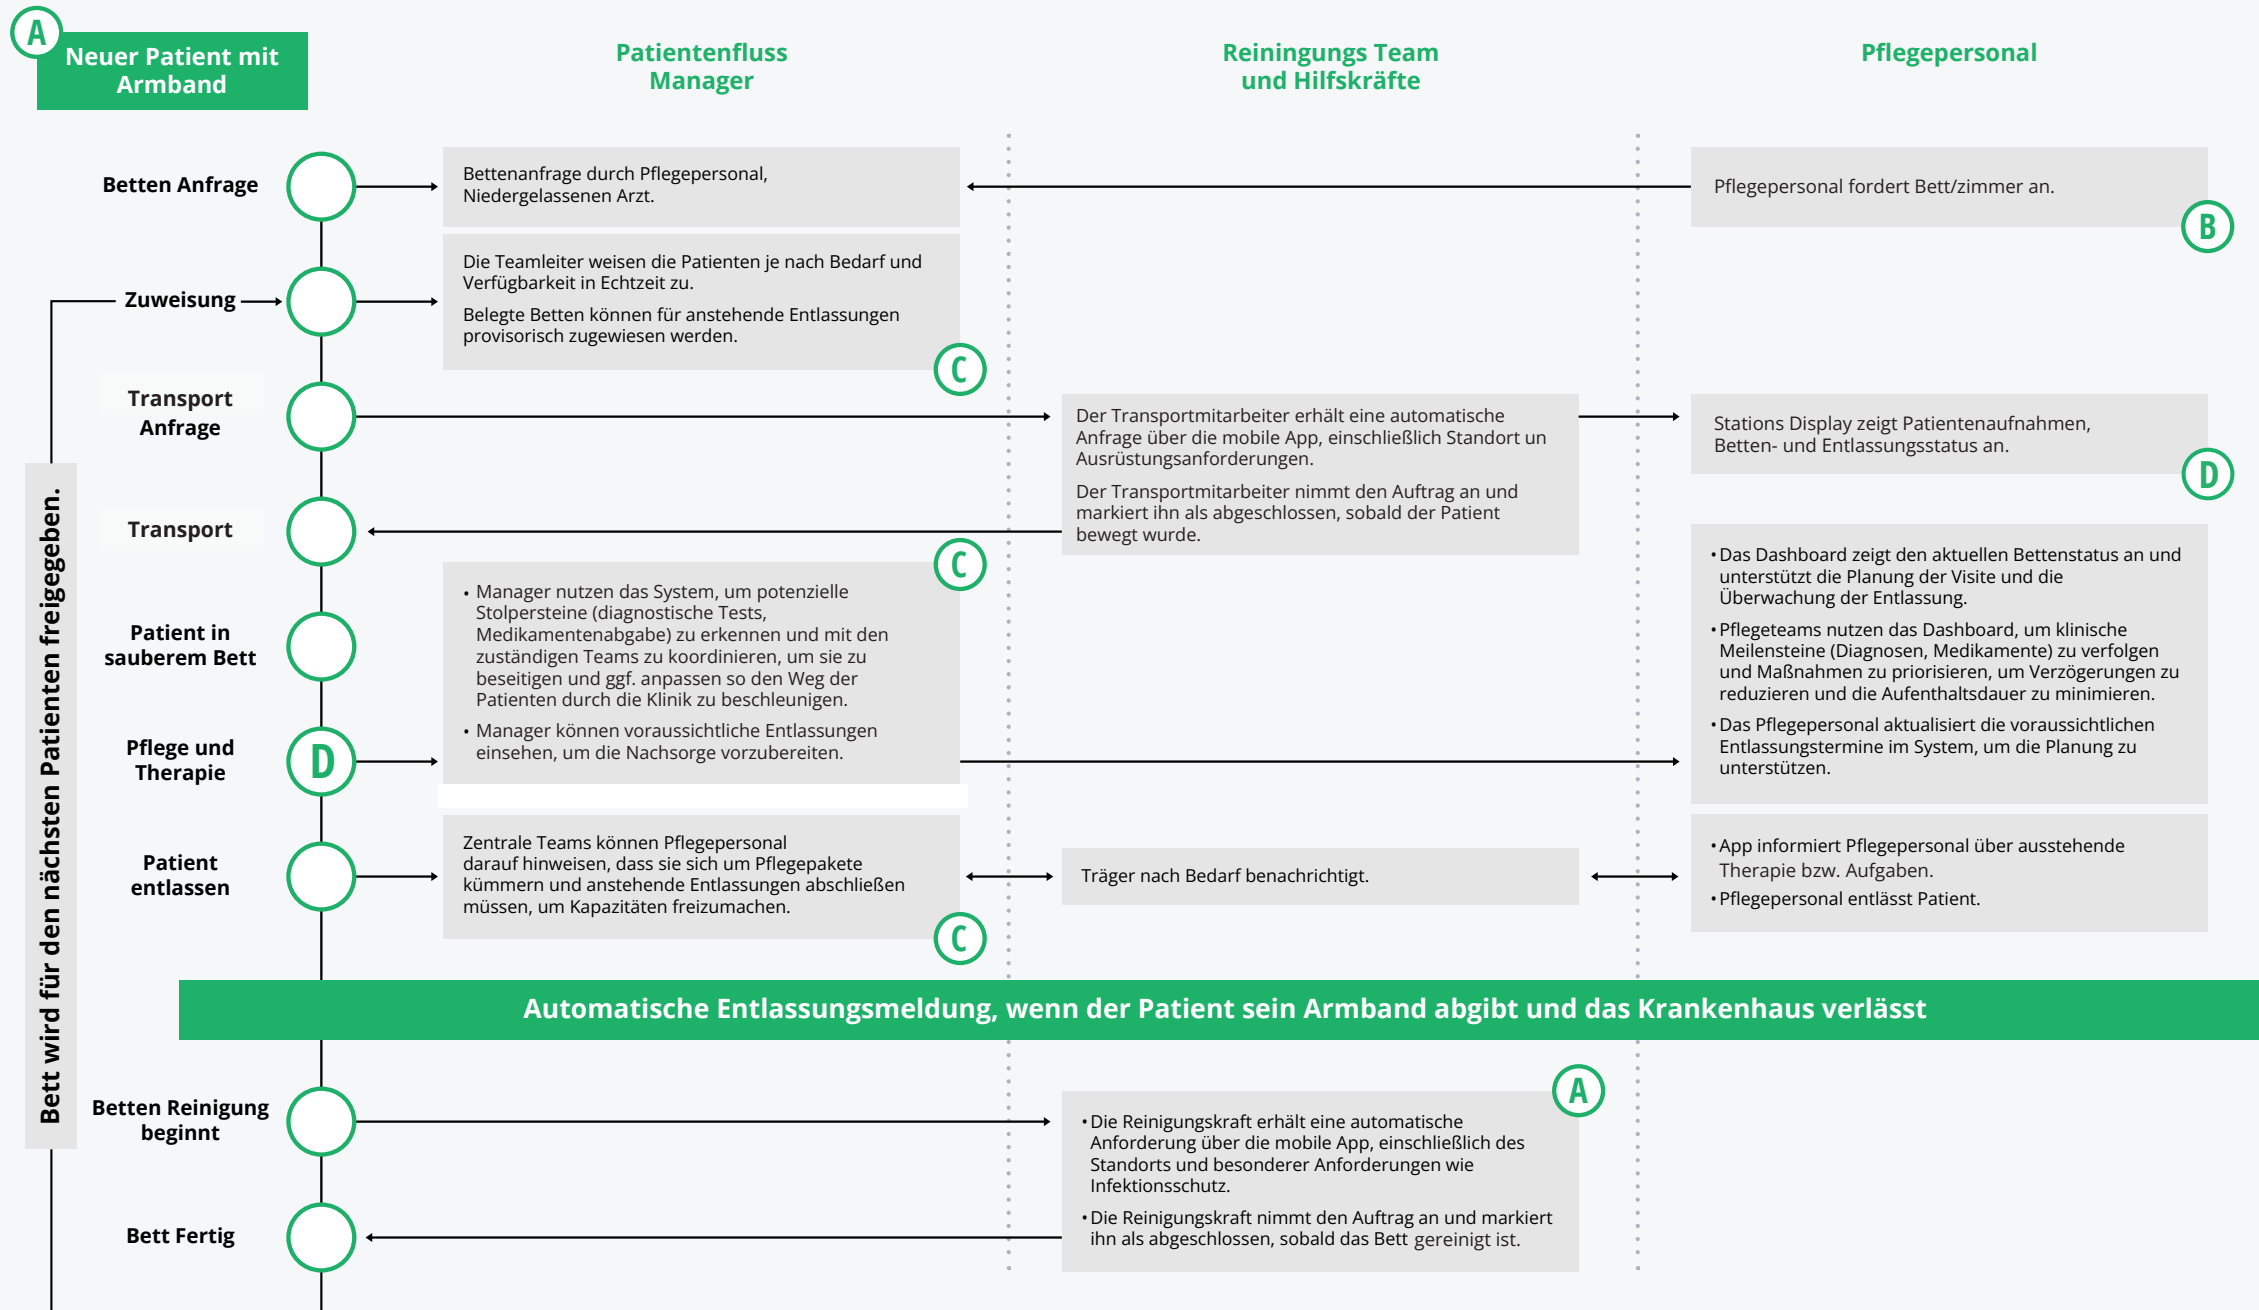 A
Neuer Patient mit
Armband
Patientenfluss
Manager
Reiningungs Team
und Hilfskräfte
Pflegepersonal
Betten Anfrage
Bettenanfrage durch Pflegepersonal,
Niedergelassenen Arzt.
Pflegepersonal fordert Bett/zimmer an.
B
Zuweisung
Die Teamleiter weisen die Patienten je nach Bedarf und
Verfügbarkeit in Echtzeit zu.
Belegte Betten können für anstehende Entlassungen
provisorisch zugewiesen werden.
C
Transport
Anfrage
Der Transportmitarbeiter erhält eine automatische
Anfrage über die mobile App, einschließlich Standort un
Ausrüstungsanforderungen.
Der Transportmitarbeiter nimmt den Auftrag an und
markiert ihn als abgeschlossen, sobald der Patient
bewegt wurde.
Stations Display zeigt Patientenaufnahmen,
Betten- und Entlassungsstatus an.
D
Transport
C
Patient in
sauberem Bett
• Manager nutzen das System, um potenzielle
Stolpersteine (diagnostische Tests,
Medikamentenabgabe) zu erkennen und mit den
zuständigen Teams zu koordinieren, um sie zu
beseitigen und ggf. anpassen so den Weg der
Patienten durch die Klinik zu beschleunigen.
• Manager können voraussichtliche Entlassungen
einsehen, um die Nachsorge vorzubereiten.
• Das Dashboard zeigt den aktuellen Bettenstatus an und
unterstützt die Planung der Visite und die
Überwachung der Entlassung.
• Pflegeteams nutzen das Dashboard, um klinische
Meilensteine (Diagnosen, Medikamente) zu verfolgen
und Maßnahmen zu priorisieren, um Verzögerungen zu
reduzieren und die Aufenthaltsdauer zu minimieren.
• Das Pflegepersonal aktualisiert die voraussichtlichen
Entlassungstermine im System, um die Planung zu
unterstützen.
Pflege und
Therapie
D
Patient
entlassen
Zentrale Teams können Pflegepersonal
darauf hinweisen, dass sie sich um Pflegepakete
kümmern und anstehende Entlassungen abschließen
müssen, um Kapazitäten freizumachen.
C
Träger nach Bedarf benachrichtigt.
• App informiert Pflegepersonal über ausstehende
Therapie bzw. Aufgaben.
• Pflegepersonal entlässt Patient.
Bett wird für den nächsten Patienten freigegeben.
Automatische Entlassungsmeldung, wenn der Patient sein Armband abgibt und das Krankenhaus verlässt
Betten Reinigung
beginnt
A
• Die Reinigungskraft erhält eine automatische
Anforderung über die mobile App, einschließlich des
Standorts und besonderer Anforderungen wie
Infektionsschutz.
• Die Reinigungskraft nimmt den Auftrag an und markiert
ihn als abgeschlossen, sobald das Bett gereinigt ist.
Bett Fertig